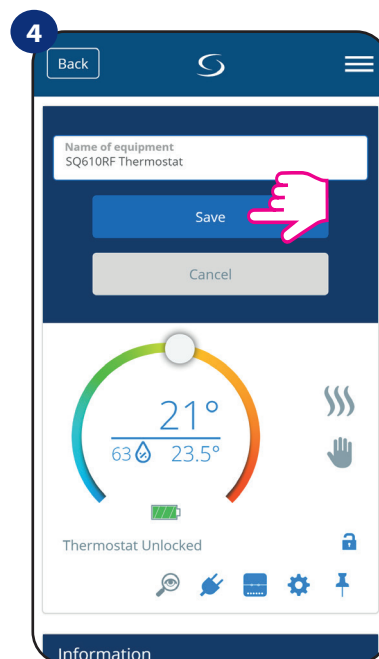 4
Back
Name of equipment
SQ610RF Thermostat
Save
Cancel
21°
63 23.5°
Thermostat Unlocked
Information